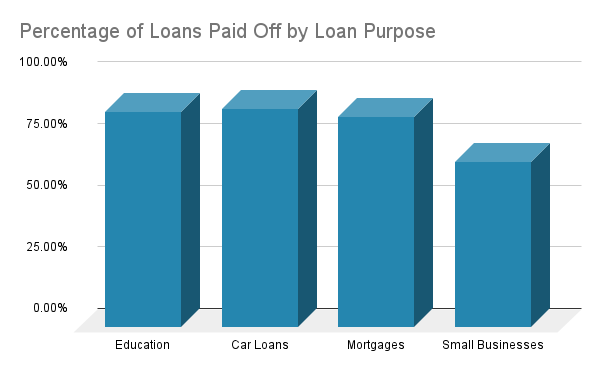 Percentage of Loans Paid Off by Loan Purpose
100.00%
75.00%
50.00%
25.00%
0.00%
Education Car Loans Mortgages Small Businesses